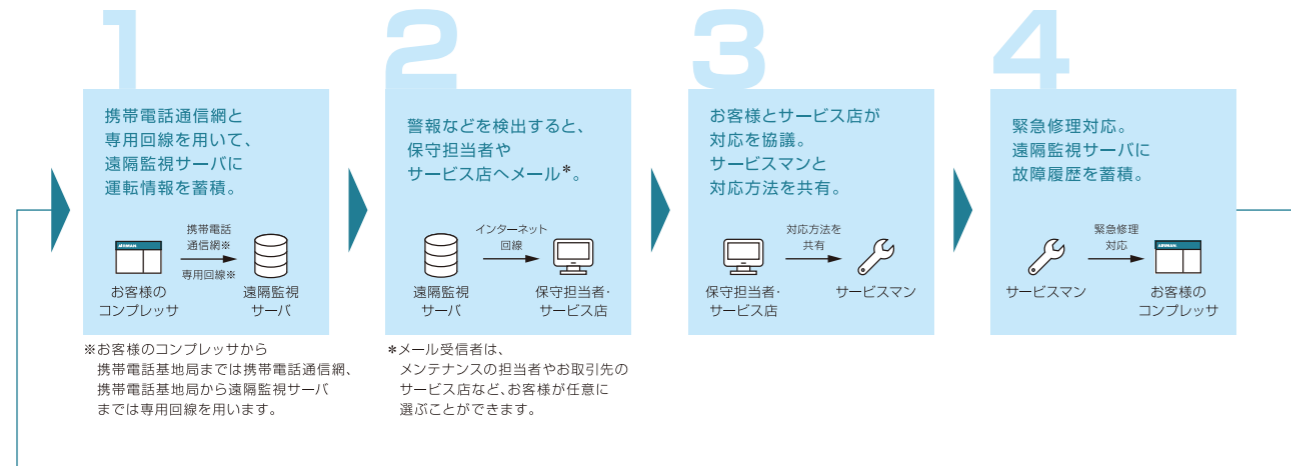 1
携帯電話通信網と
専用回線を用いて、
遠隔監視サーバに
運転情報を蓄積。
携帯電話
通信網※
専用回線※
お客様の
コンプレッサ
遠隔監視
サーバ
※お客様のコンプレッサから
携帯電話基地局までは携帯電話通信網、
携帯電話基地局から遠隔監視サーバ
までは専用回線を用います。
2
警報などを検出すると、
保守担当者や
サービス店へメール*。
インターネット
回線
遠隔監視
サーバ
保守担当者・
サービス店
*メール受信者は、
メンテナンスの担当者やお取引先の
サービス店など、お客様が任意に
選ぶことができます。
3
お客様とサービス店が
対応を協議。
サービスマンと
対応方法を共有。
対応方法を
共有
保守担当者・
サービス店
サービスマン
4
緊急修理対応。
遠隔監視サーバに
故障履歴を蓄積。
緊急修理
対応
サービスマン
お客様の
コンプレッサ